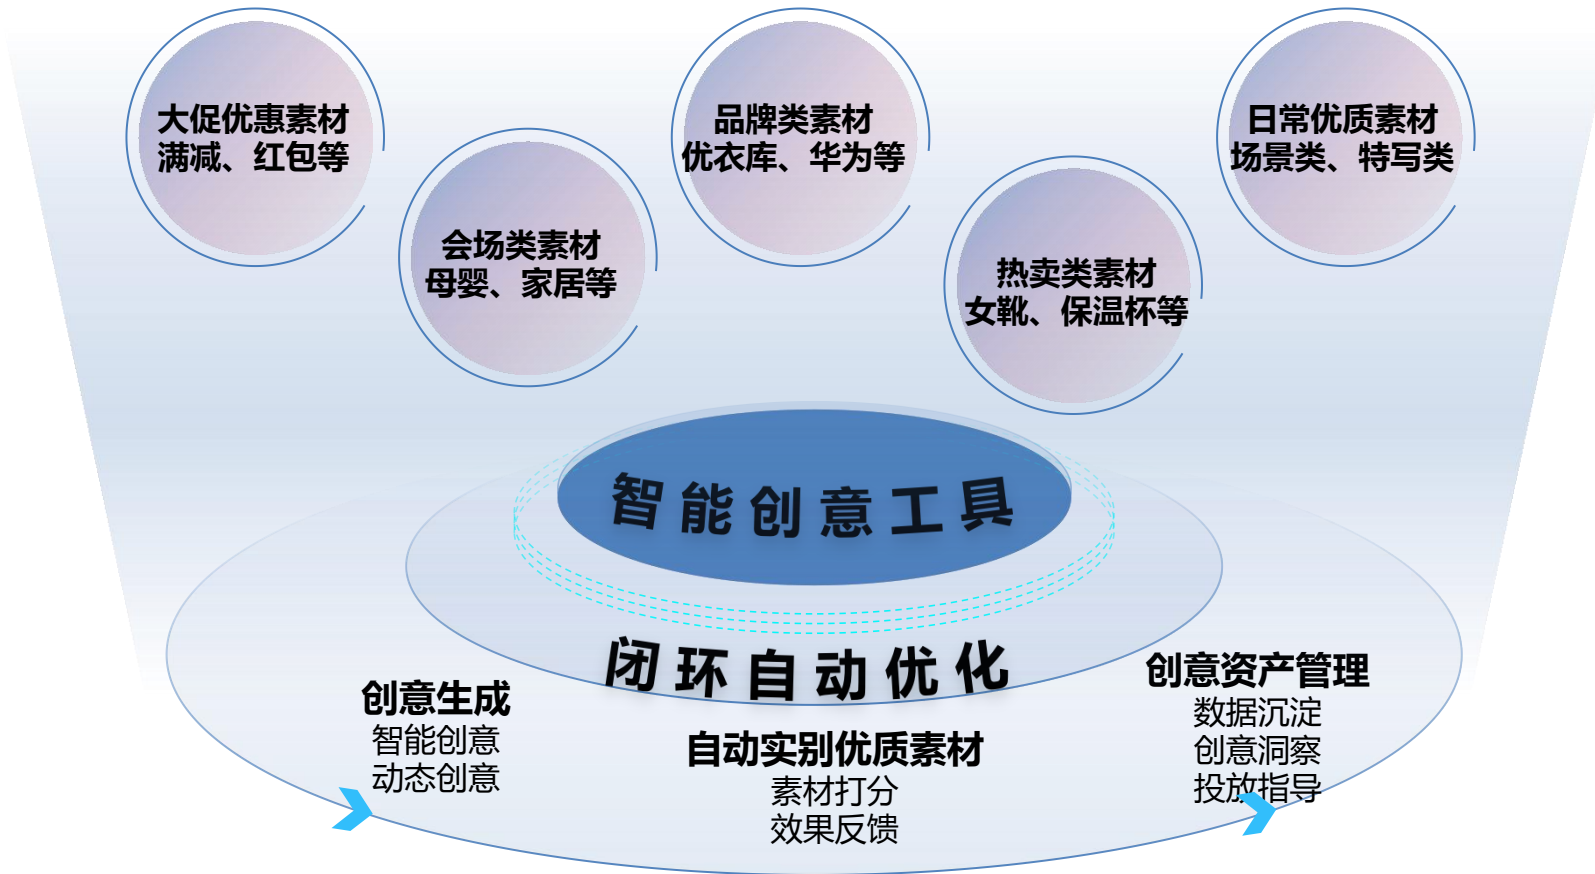 大促优惠素材
满减、红包等
会场类素材
母婴、家居等
品牌类素材
优衣库、华为等
热卖类素材
女靴、保温杯等
日常优质素材
场景类、特写类
智能创意工具
闭环自动优化
创意生成
智能创意
动态创意
自动实别优质素材
素材打分
效果反馈
创意资产管理
数据沉淀
创意洞察
投放指导